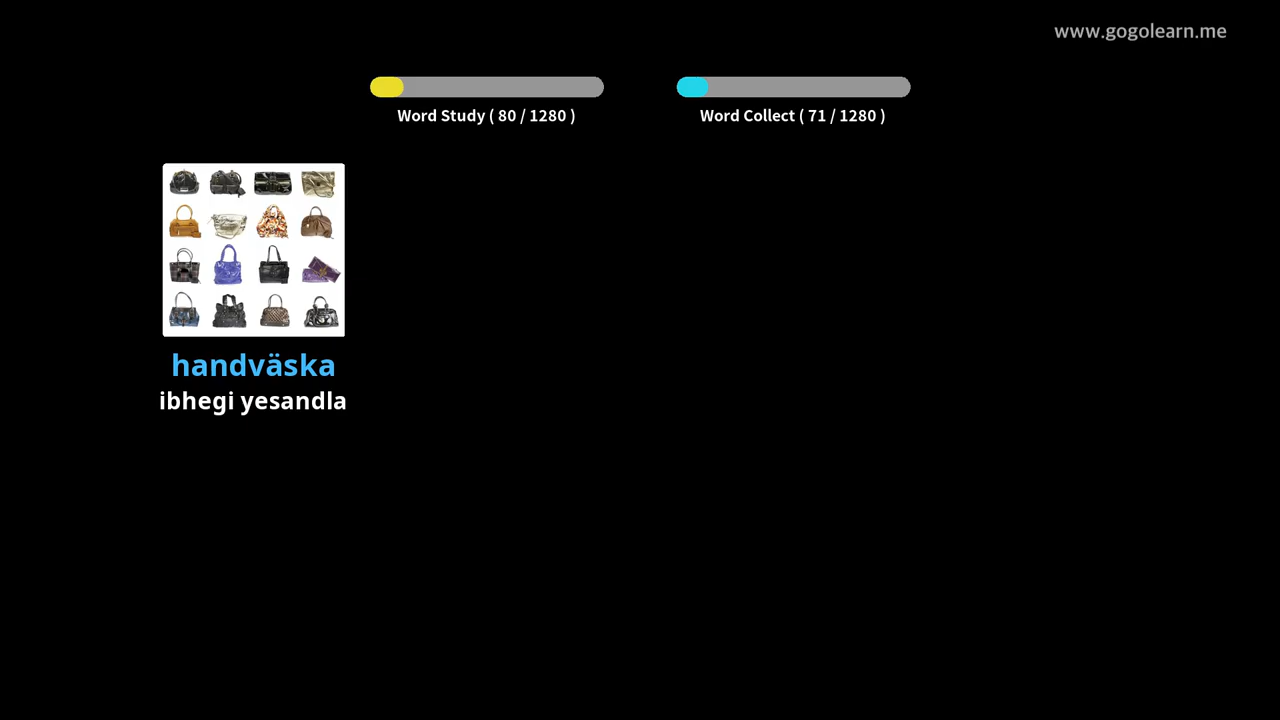 www.gogolearn.me
Word Study ( 80 / 1280 )
Word Collect ( 71 / 1280 )
handväska
ibhegi yesandla